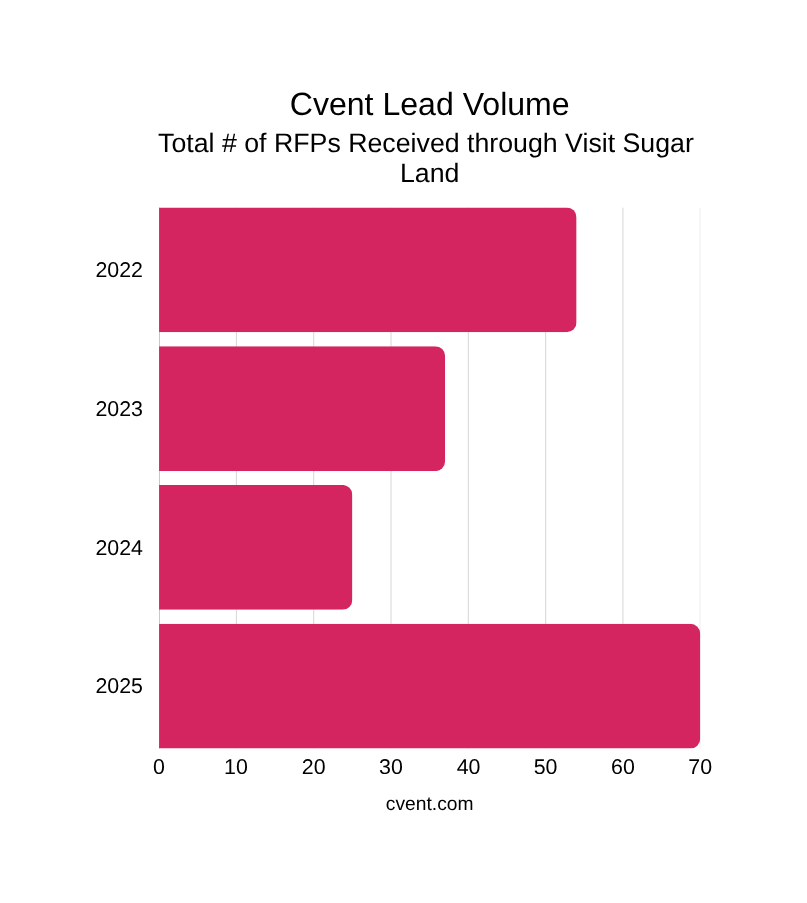 Cvent Lead Volume
Total # of RFPs Received through Visit Sugar
Land
2022
2023
2024
2025
0 10 20 30 40 50 60 70
cvent.com